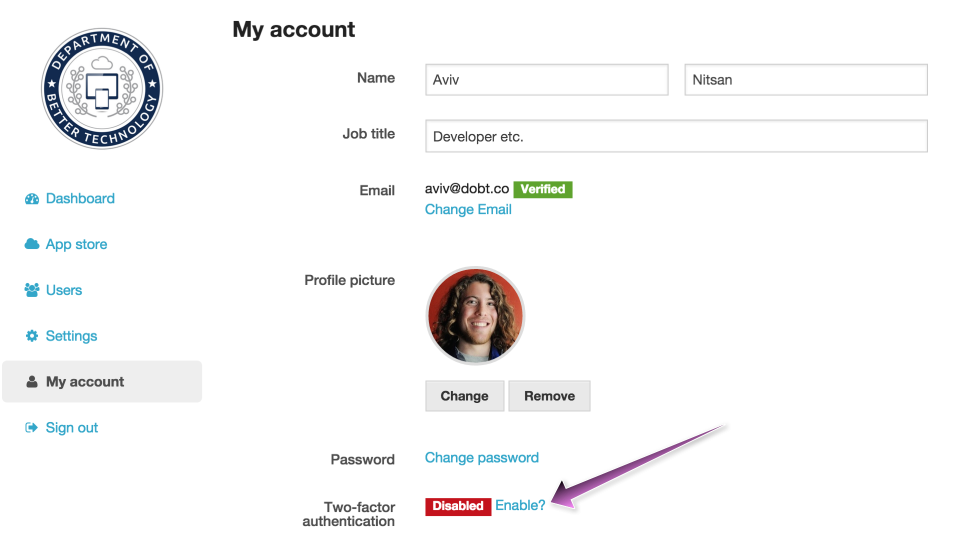 DEPARTMENT OF
BETTER TECHNOLOGY
Dashboard
App store
Users
Settings
My account
Sign out
My account
Name
Aviv
Nitsan
Job title
Developer etc.
Email
aviv@dobt.co Verified
Change Email
Profile picture
Change Remove
Password
Change password
Two-factor
authentication
Disabled Enable?